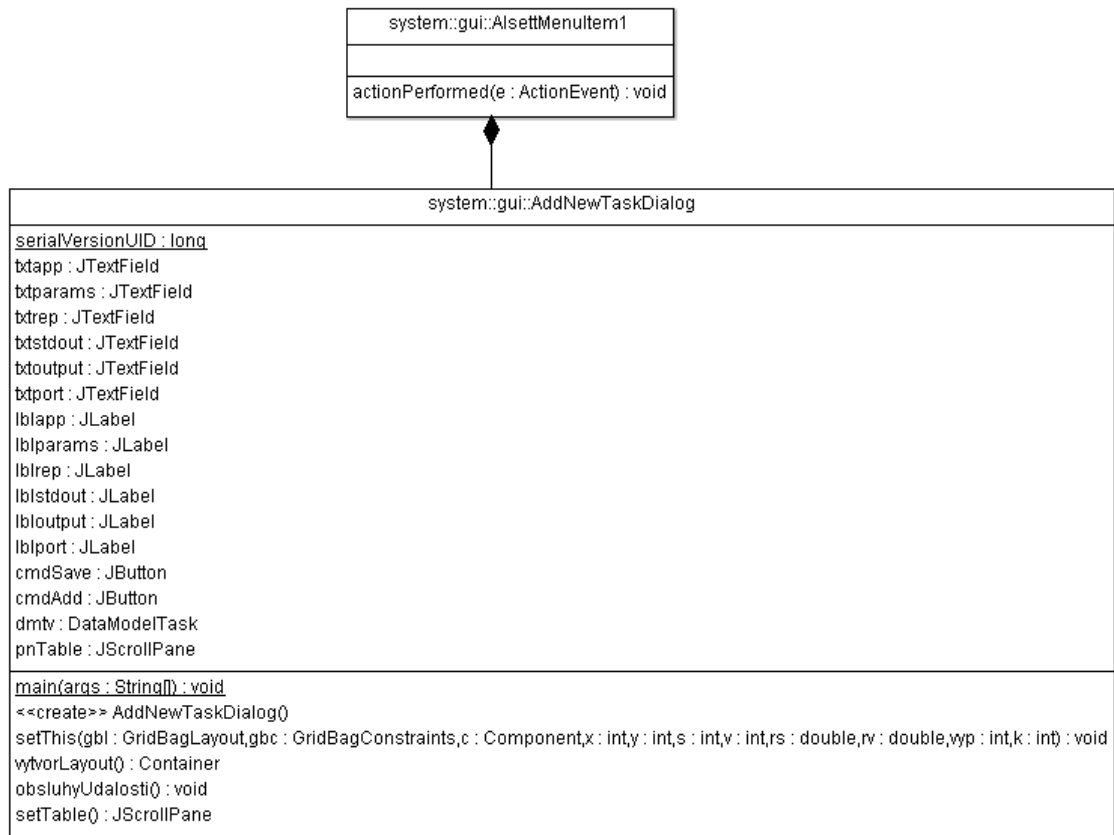 system::gui::AlsettMenuItem1
actionPerformed(e : ActionEvent) : void
system::gui::AddNewTaskDialog
serialVersionUID : long
txtapp : JTextField
txtparams : JTextField
txtrep : JTextField
txtstdout : JTextField
txtoutput : JTextField
txtport : JTextField
lblapp : JLabel
lblparams : JLabel
lblrep : JLabel
lblstdout : JLabel
lbloutput : JLabel
lblport : JLabel
cmdSave : JButton
cmdAdd : JButton
dmtv : DataModelTask
pnTable : JScrollPane
main(args : String[]) : void
<<create>> AddNewTaskDialog()
setThis(gbl : GridBagLayout,gbc : GridBagConstraints,c : Component,x : int,y : int,s : int,v : int,rs : double,rv : double,vyp : int,k : int) : void
vytvorLayout() : Container
obsluhyUdalosti() : void
setTable() : JScrollPane